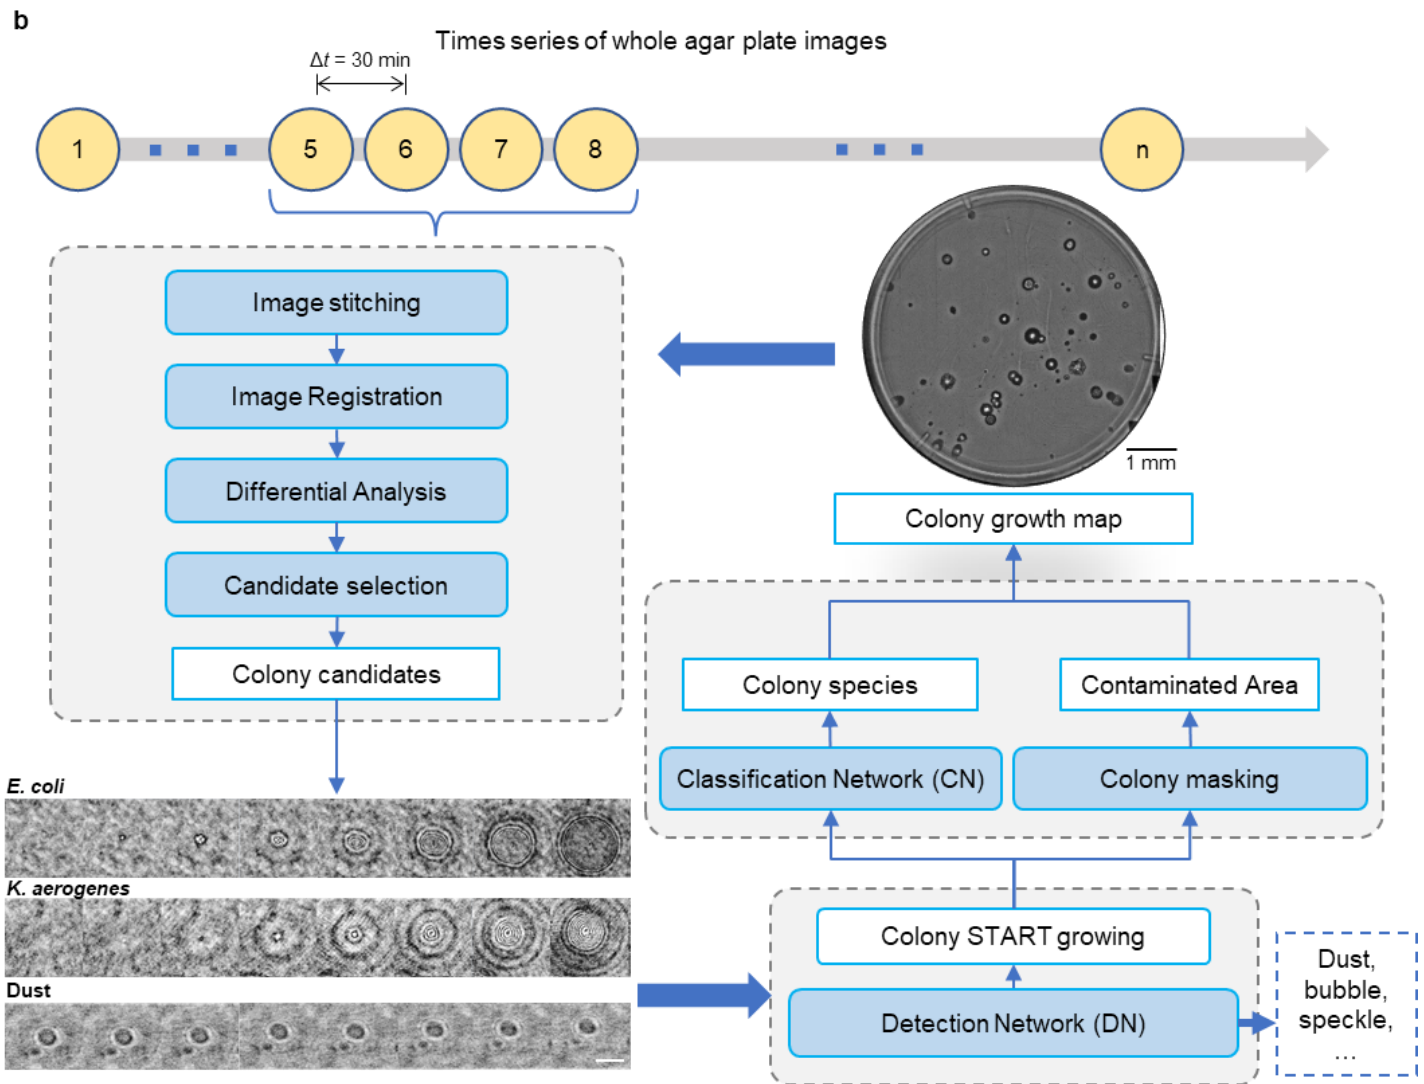 b
Times series of whole agar plate images
Δt = 30 min
1
5
6
7
8
n
Image stitching
Image Registration
Differential Analysis
Candidate selection
Colony candidates
1 mm
Colony growth map
Colony species
Contaminated Area
Classification Network (CN)
Colony masking
E. coli
K. aerogenes
Dust
Colony START growing
Detection Network (DN)
Dust,
bubble,
speckle,
...